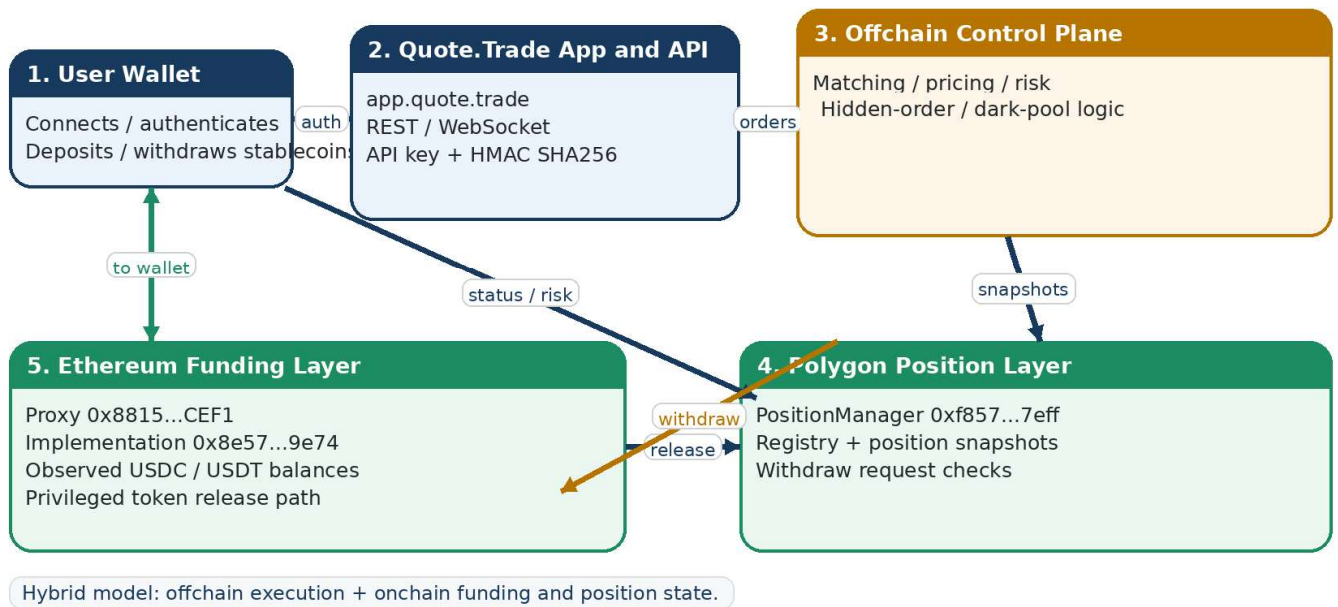 1. User Wallet
Connects / authenticates
Deposits / withdraws stablecoins
auth
2. Quote.Trade App and API
app.quote.trade
REST / WebSocket
API key + HMAC SHA256
orders
3. Offchain Control Plane
Matching / pricing / risk
Hidden-order / dark-pool logic
to wallet
status / risk
snapshots
5. Ethereum Funding Layer
Proxy 0x8815...CEF1
Implementation 0x8e57...9e74
Observed USDC / USDT balances
Privileged token release path
withdraw
release
4. Polygon Position Layer
PositionManager 0xf857...7eff
Registry + position snapshots
Withdraw request checks
Hybrid model: offchain execution + onchain funding and position state.